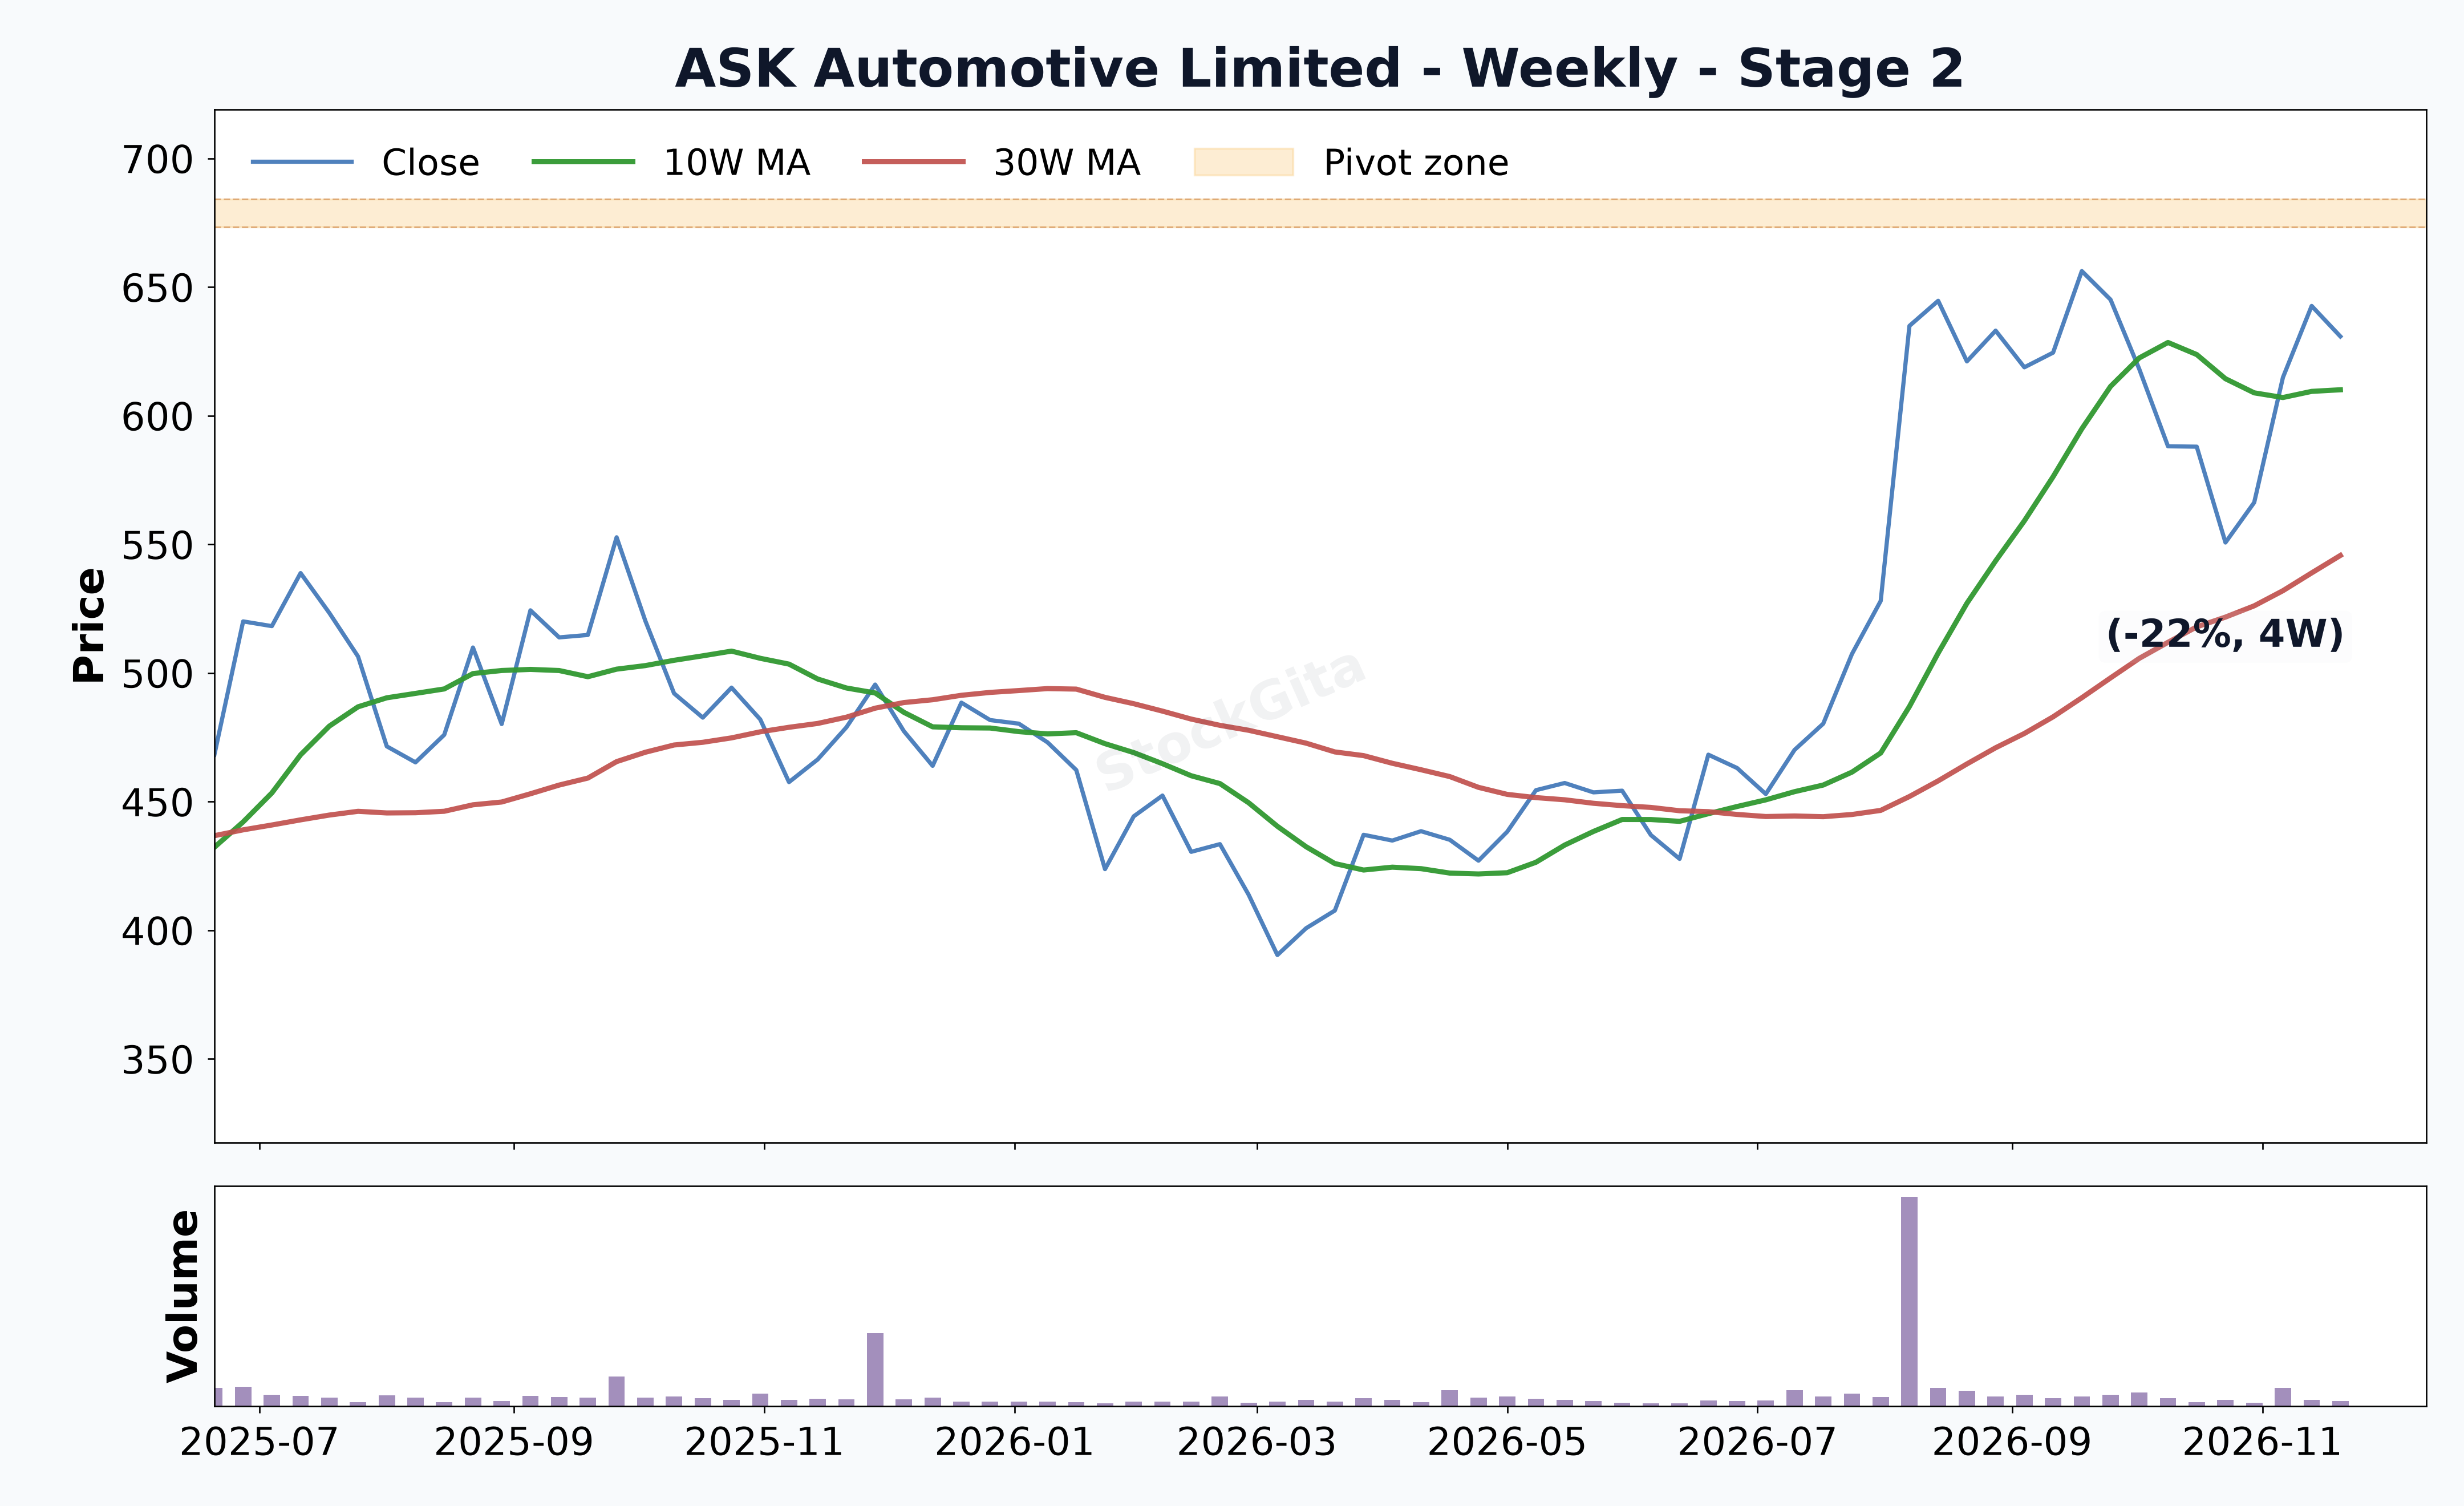 ASK Automotive Limited - Weekly - Stage 2
Close 10W MA 30W MA Pivot zone
Price
700
650
600
550
500
450
400
350
(-22%, 4W)
StockGita
Volume
2025-07 2025-09 2025-11 2026-01 2026-03 2026-05 2026-07 2026-09 2026-11